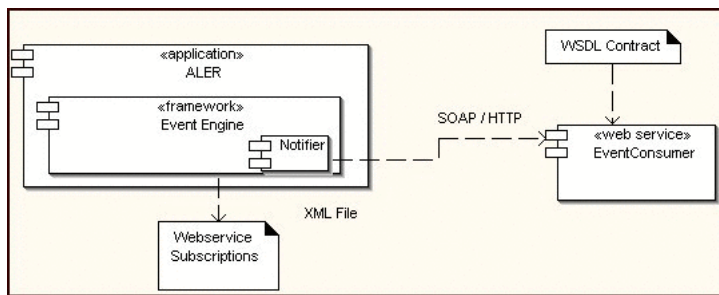 «application»
ALER
«framework»
Event Engine
Notifier
SOAP / HTTP
WSDL Contract
«web service»
EventConsumer
XML File
Webservice
Subscriptions